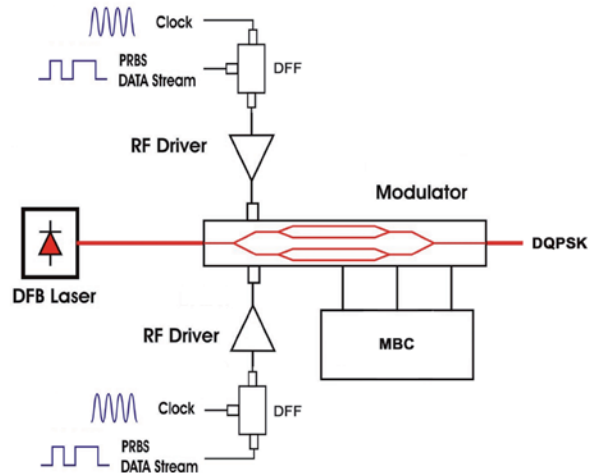 Clock
PRBS
DATA Stream
DFF
RF Driver
Modulator
DFB Laser
DQPSK
RF Driver
MBC
Clock
DFF
PRBS
DATA Stream